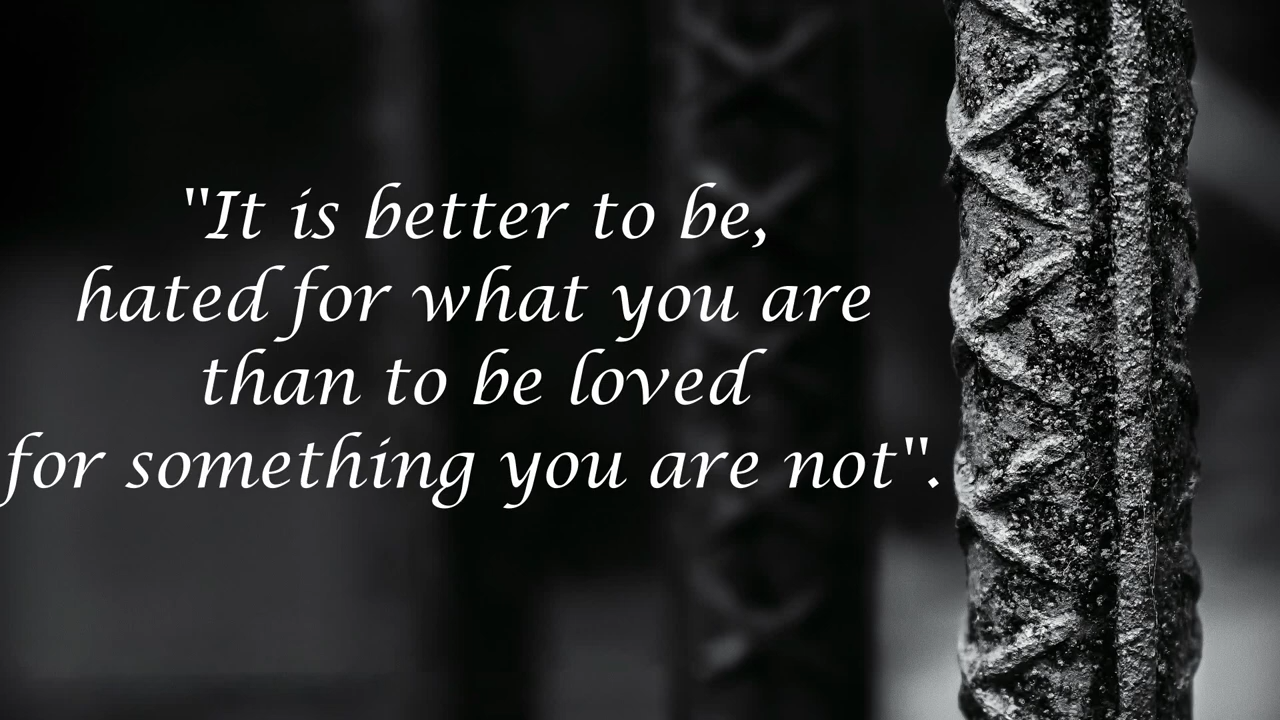 "It is better to be,
hated for what you are
than to be loved
for something you are not".